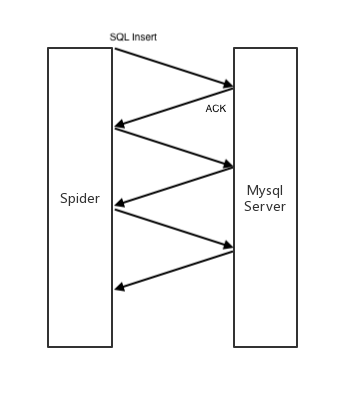 SQL Insert
ACK
Spider
Mysql
Server